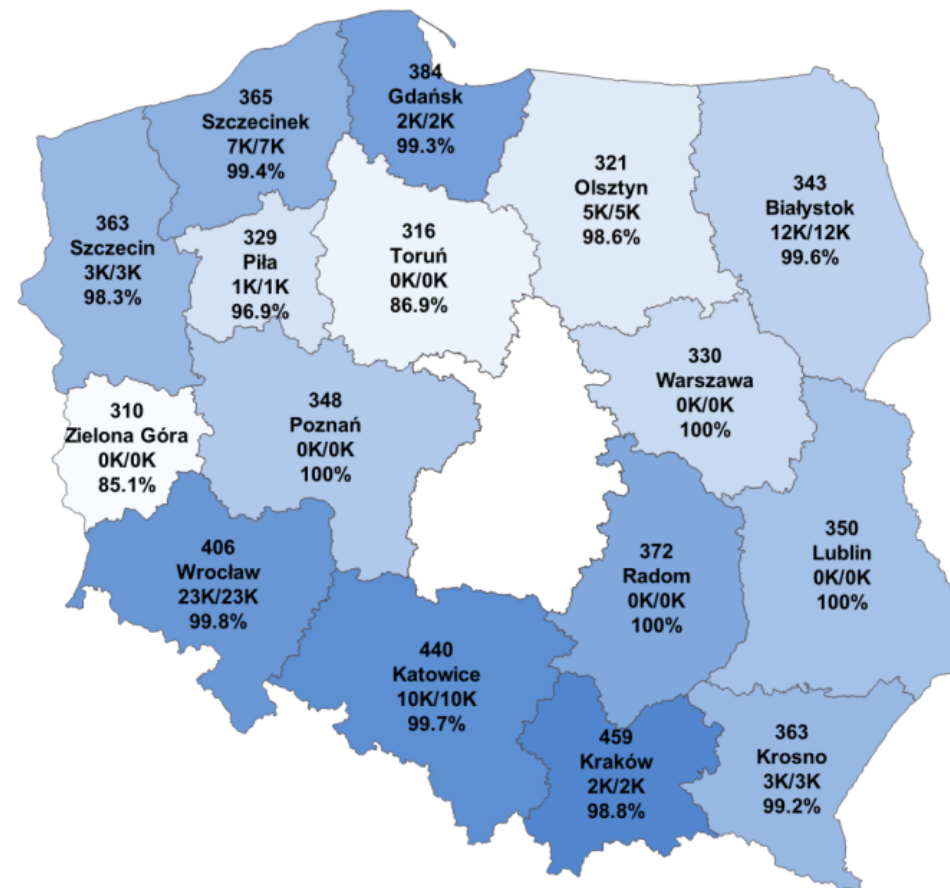 384
Gdańsk
2K/2K
99.3%
365
Szczecinek
7K/7K
99.4%
321
Olsztyn
5K/5K
98.6%
343
Białystok
12K/12K
99.6%
363
Szczecin
3K/3K
98.3%
329
Piła
1K/1K
96.9%
316
Toruń
0K/0K
86.9%
330
Warszawa
0K/0K
100%
310
Zielona Góra
0K/0K
85.1%
348
Poznań
0K/0K
100%
406
Wrocław
23K/23K
99.8%
372
Radom
0K/0K
100%
350
Lublin
0K/0K
100%
440
Katowice
10K/10K
99.7%
459
Kraków
2K/2K
98.8%
363
Krosno
3K/3K
99.2%